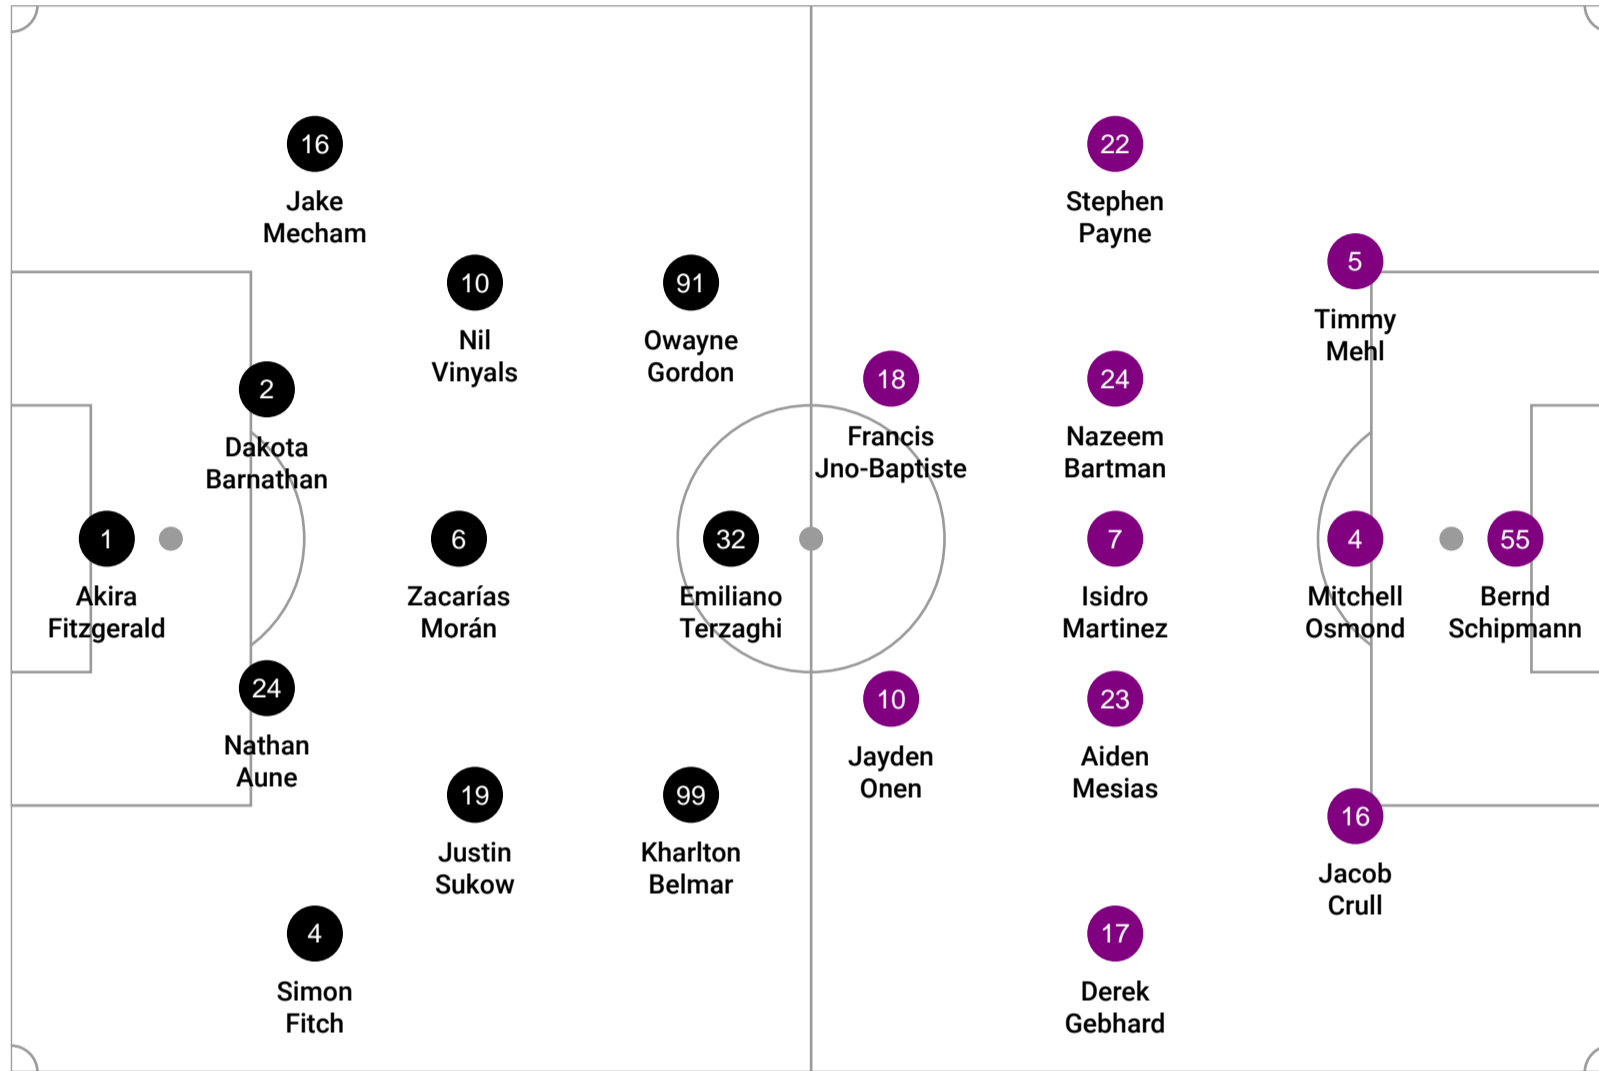 16
Jake
Mecham
22
Stephen
Payne
10
Nil
Vinyals
91
Owayne
Gordon
5
Timmy
Mehl
2
Dakota
Barnathan
18
Francis
Jno-Baptiste
24
Nazeem
Bartman
1
Akira
Fitzgerald
6
Zacarías
Morán
32
Emiliano
Terzaghi
7
Isidro
Martinez
4
Mitchell
Osmond
55
Bernd
Schipmann
24
Nathan
Aune
10
Jayden
Onen
23
Aiden
Mesias
19
Justin
Sukow
99
Kharlton
Belmar
16
Jacob
Crull
4
Simon
Fitch
17
Derek
Gebhard